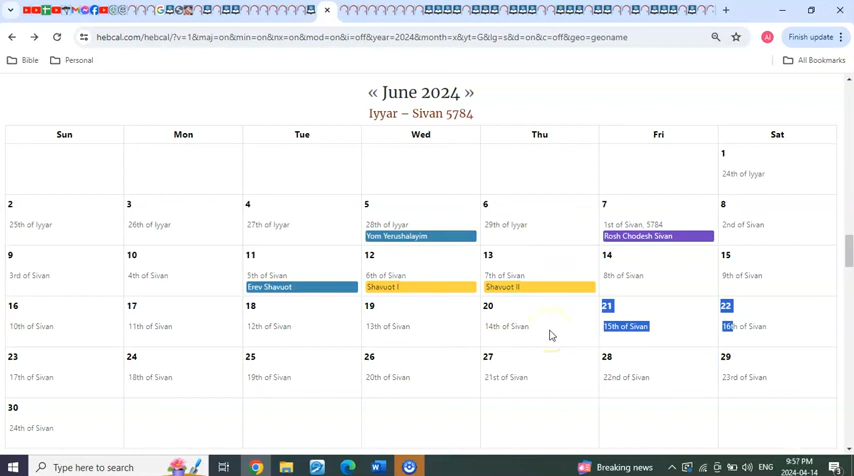 hebcal.com/hebcal/?v=1&maj=on&min=on&nx=on&mod=on&i=off&year=2024&month=x&yt=G&lg=s&d=on&c=off&geo=geoname
AI
Finish update
Bible
Personal
All Bookmarks
« June 2024 »
Iyyar – Sivan 5784
Sun Mon Tue Wed Thu Fri Sat
1
24th of Iyyar
2 3 4 5 6 7 8
25th of Iyyar 26th of Iyyar 27th of Iyyar 28th of Iyyar 29th of Iyyar 1st of Sivan, 5784 2nd of Sivan
Yom Yerushalayim Rosh Chodesh Sivan
9 10 11 12 13 14 15
3rd of Sivan 4th of Sivan 5th of Sivan 6th of Sivan 7th of Sivan 8th of Sivan 9th of Sivan
Erev Shavuot Shavuot I Shavuot II
16 17 18 19 20 21 22
10th of Sivan 11th of Sivan 12th of Sivan 13th of Sivan 14th of Sivan 15th of Sivan 16th of Sivan
23 24 25 26 27 28 29
17th of Sivan 18th of Sivan 19th of Sivan 20th of Sivan 21st of Sivan 22nd of Sivan 23rd of Sivan
30
24th of Sivan
Type here to search
Breaking news
ENG
9:57 PM
2024-04-14